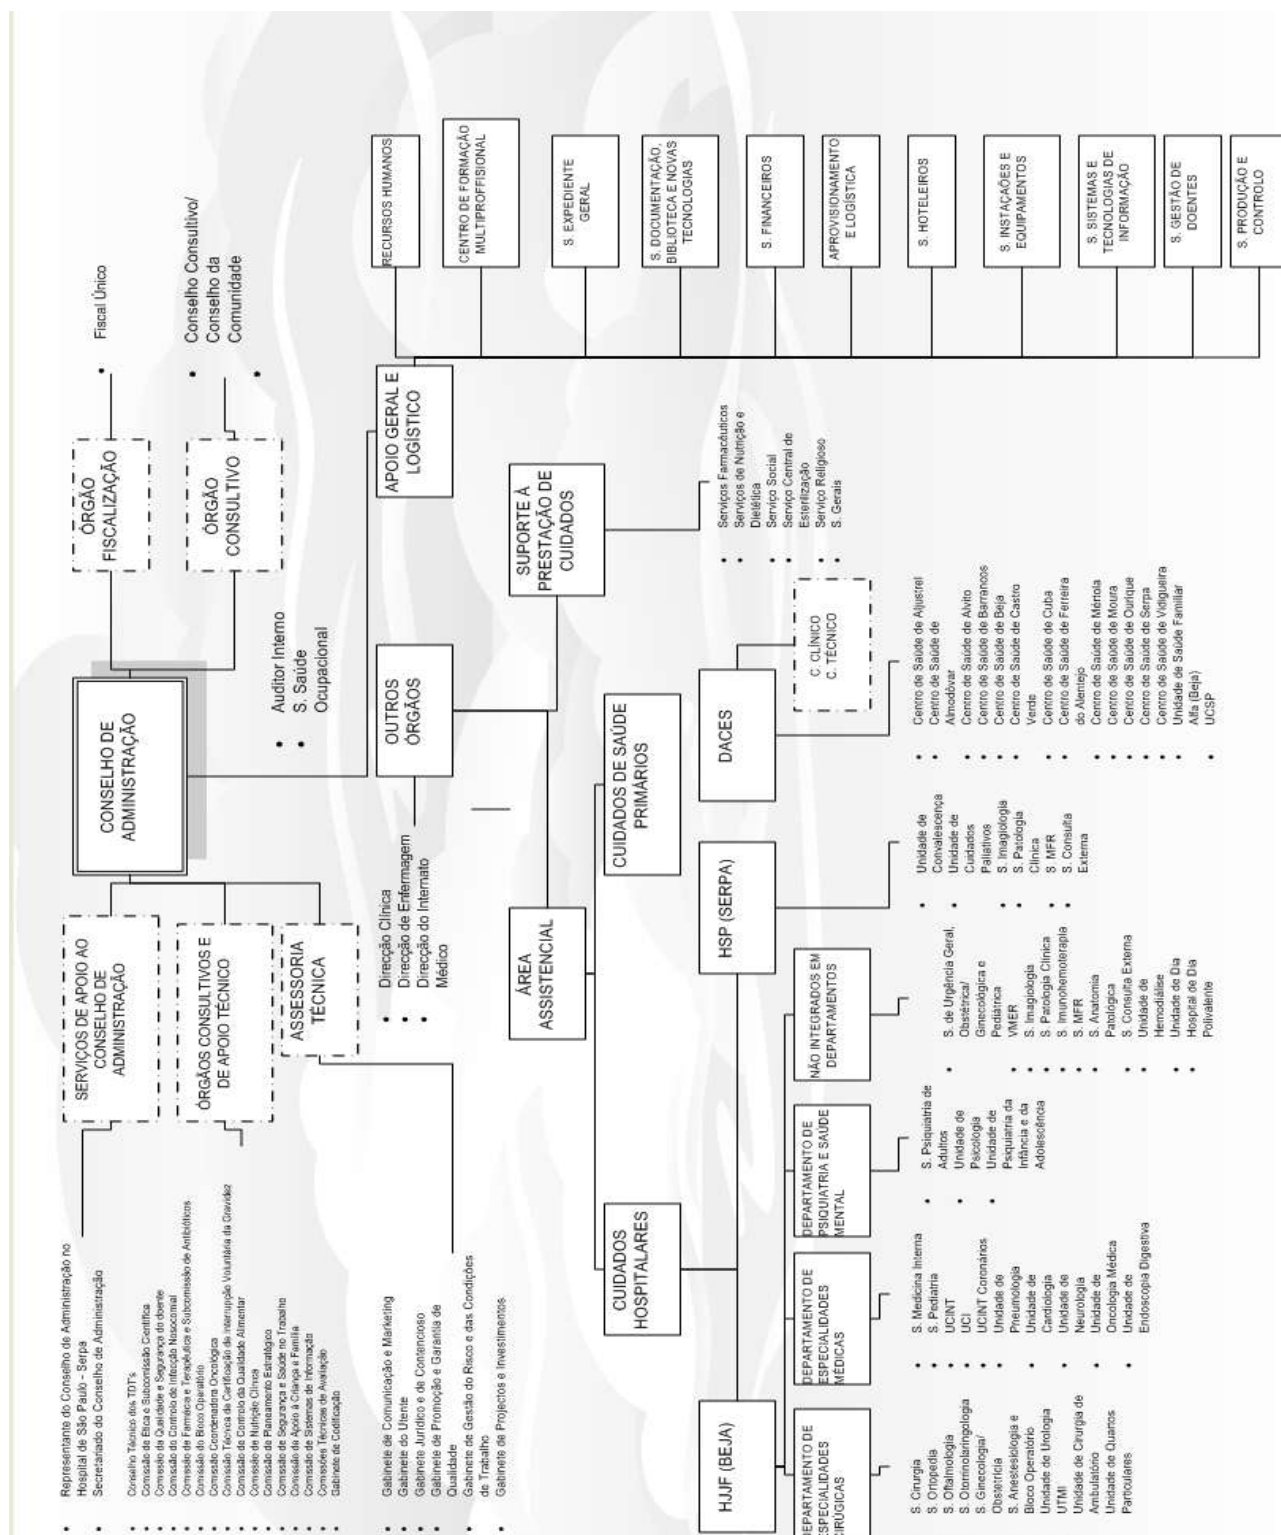 Representante do Conselho de Administração no
Hospital de São Paulo - Serpa
Secretariado do Conselho de Administração
SERVIÇOS DE APOIO AO
CONSELHO DE
ADMINISTRAÇÃO
CONSELHO DE
ADMINISTRAÇÃO
ÓRGÃO
FISCALIZAÇÃO
Fiscal Único
Conselho Técnico dos TDT's
Comissão de Ética e Subcomissão Científica
Comissão da Qualidade e Segurança do doente
Comissão do Controlo de Infecção Nosocomial
Comissão de Farmácia e Terapêutica e Subcomissão de Antibióticos
Comissão do Bloco Operatório
Comissão Coordenadora Oncológica
Comissão Técnica de Certificação da Interrupção Voluntária da Gravidez
Comissão de Controlo da Qualidade Alimentar
Comissão de Nutrição Clínica
Comissão de Planeamento Estratégico
Comissão de Segurança e Saúde no Trabalho
Comissão de Apoio à Criança e Família
Comissão de Sistemas de Informação
Comissões Técnicas de Avaliação
Gabinete de Codificação
ÓRGÃOS CONSULTIVOS E
DE APOIO TÉCNICO
ÓRGÃO
CONSULTIVO
Conselho Consultivo/
Conselho da
Comunidade
ASSESSORIA
TÉCNICA
Auditor Interno
S. Saúde
Ocupacional
Gabinete de Comunicação e Marketing
Gabinete do Utente
Gabinete Jurídico e de Contencioso
Gabinete de Promoção e Garantia de
Qualidade
Gabinete de Gestão do Risco e das Condições
de Trabalho
Gabinete de Projectos e Investimentos
Direcção Clínica
Direcção de Enfermagem
Direcção do Internato
Médico
OUTROS
ÓRGÃOS
APOIO GERAL E
LOGÍSTICO
RECURSOS HUMANOS
CENTRO DE FORMAÇÃO
MULTIPROFFISIONAL
S. EXPEDIENTE
GERAL
S. DOCUMENTAÇÃO,
BIBLIOTECA E NOVAS
TECNOLOGIAS
S. FINANCEIROS
APROVISIONAMENTO
E LOGÍSTICA
S. HOTELEIROS
S. INSTAÇÃOES E
EQUIPAMENTOS
S. SISTEMAS E
TECNOLOGIAS DE
INFORMAÇÃO
S. GESTÃO DE
DOENTES
S. PRODUÇÃO E
CONTROLO
ÁREA
ASSISTENCIAL
SUPORTE À
PRESTAÇÃO DE
CUIDADOS
Serviços Farmacêuticos
Serviços de Nutrição e
Dietética
Serviço Social
Serviço Central de
Esterilização
Serviço Religioso
S. Gerais
CUIDADOS
HOSPITALARES
CUIDADOS DE SAÚDE
PRIMÁRIOS
HJJF (BEJA)
HSP (SERPA)
DACES
C. CLÍNICO
C. TÉCNICO
DEPARTAMENTO DE
ESPECIALIDADES
CIRÚGICAS
DEPARTAMENTO DE
ESPECIALIDADES
MÉDICAS
DEPARTAMENTO DE
PSIQUIATRIA E SAÚDE
MENTAL
NÃO INTEGRADOS EM
DEPARTAMENTOS
S. Cirurgia
S. Ortopedia
S. Oftalmologia
S. Otorrinolaringologia
S. Ginecologia/
Obstetrícia
S. Anestesiologia e
Bloco Operatório
Unidade de Urologia
UTMI
Unidade de Cirurgia de
Ambulatório
Unidade de Quartos
Particulares
S. Medicina Interna
S. Pediatria
UCINT
UCI
UCINT Coronários
Unidade de
Pneumologia
Unidade de
Cardiologia
Unidade de
Neurologia
Unidade de
Oncologia Médica
Unidade de
Endoscopia Digestiva
S. Psiquiatria de
Adultos
Unidade de
Psicologia
Unidade de
Psiquiatria da
Infância e da
Adolescência
S. de Urgência Geral,
Obstétrica/
Ginecológica e
Pediátrica
VMER
S. Imagiologia
S. Patologia Clínica
S. Imunohemoterapia
S. MFR
S. Anatomia
Patológica
S. Consulta Externa
Unidade de
Hemodiálise
Unidade de Dia
Hospital de Dia
Polivalente
Unidade de
Convalescença
Unidade de
Cuidados
Paliativos
S. Imagiologia
S. Patologia
Clínica
S. MFR
S. Consulta
Externa
Centro de Saúde de Aljustrel
Centro de Saúde de
Almodôvar
Centro de Saúde de Alvito
Centro de Saúde de Barrancos
Centro de Saúde de Beja
Centro de Saúde de Castro
Verde
Centro de Saúde de Cuba
Centro de Saúde de Ferreira
do Alentejo
Centro de Saúde de Mértola
Centro de Saúde de Moura
Centro de Saúde de Ourique
Centro de Saúde de Serpa
Centro de Saúde de Vidigueira
Unidade de Saúde Familiar
Alfa (Beja)
UCSP